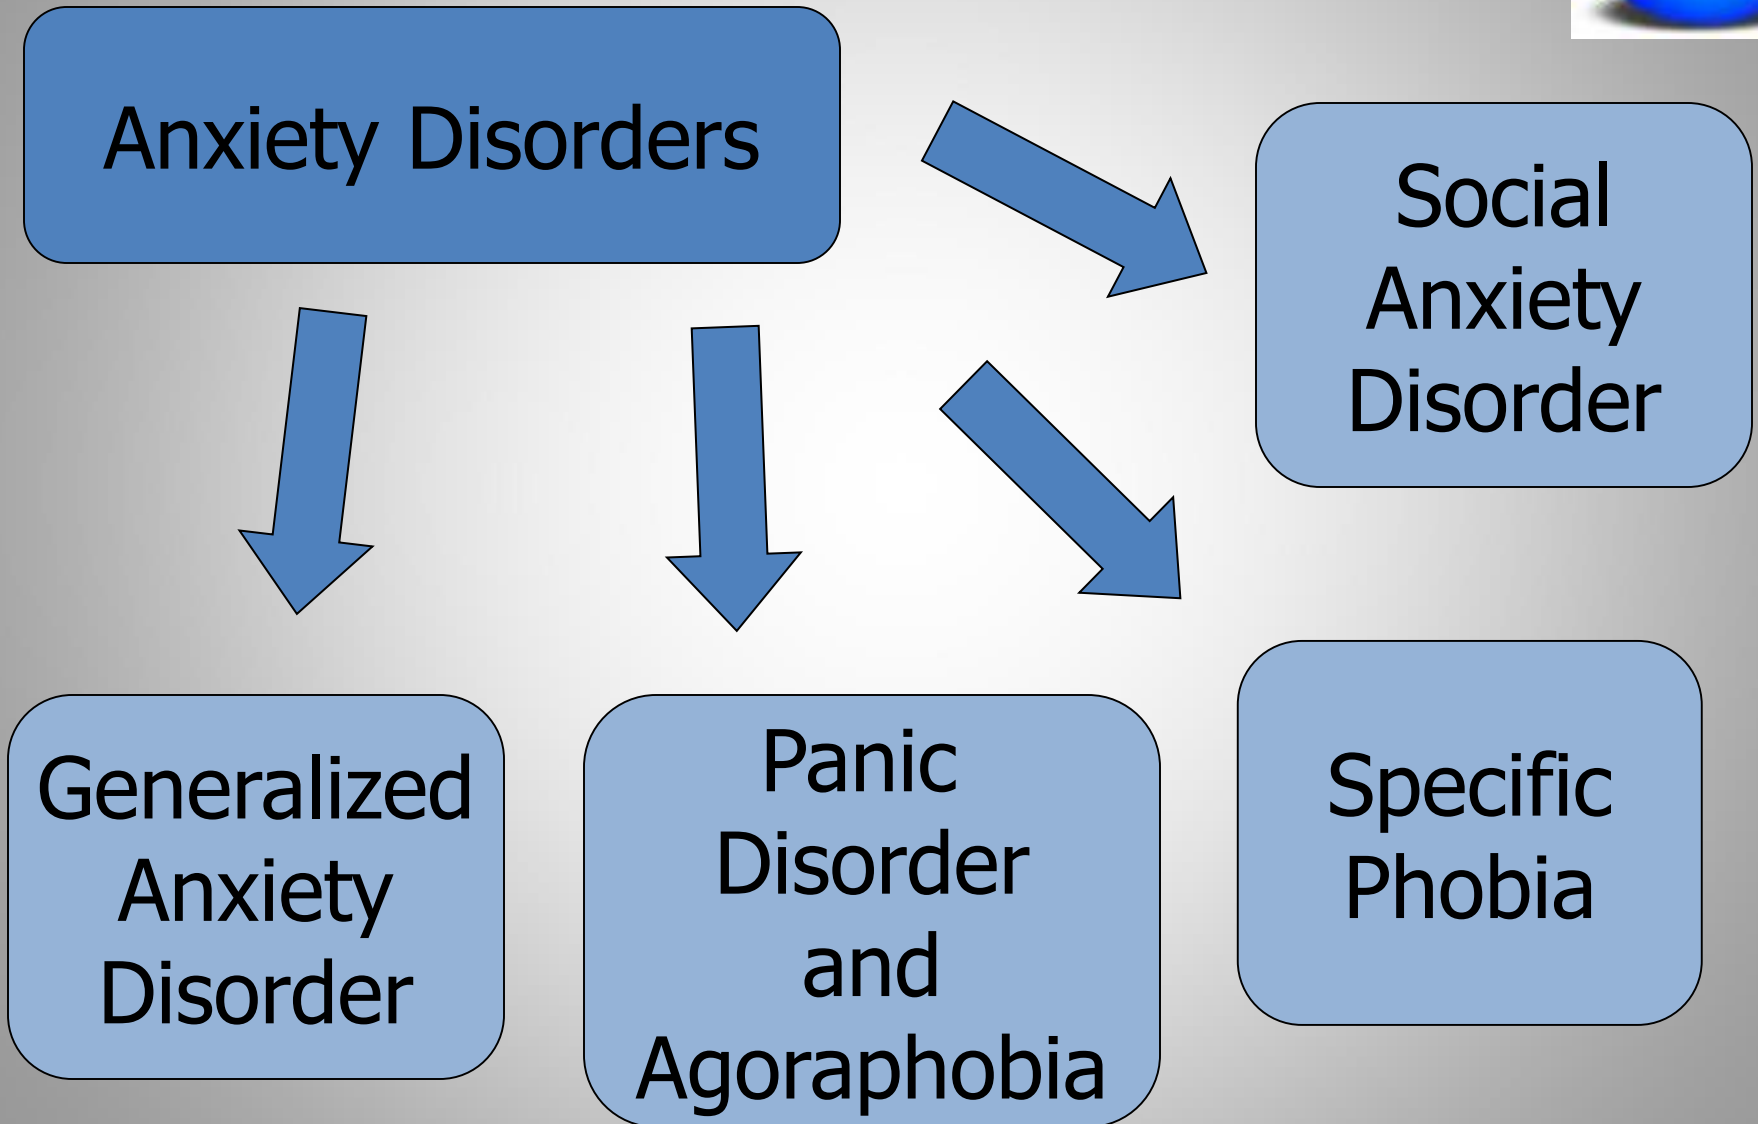 Anxiety Disorders
Social
Anxiety
Disorder
Generalized
Anxiety
Disorder
Panic
Disorder
and
Agoraphobia
Specific
Phobia